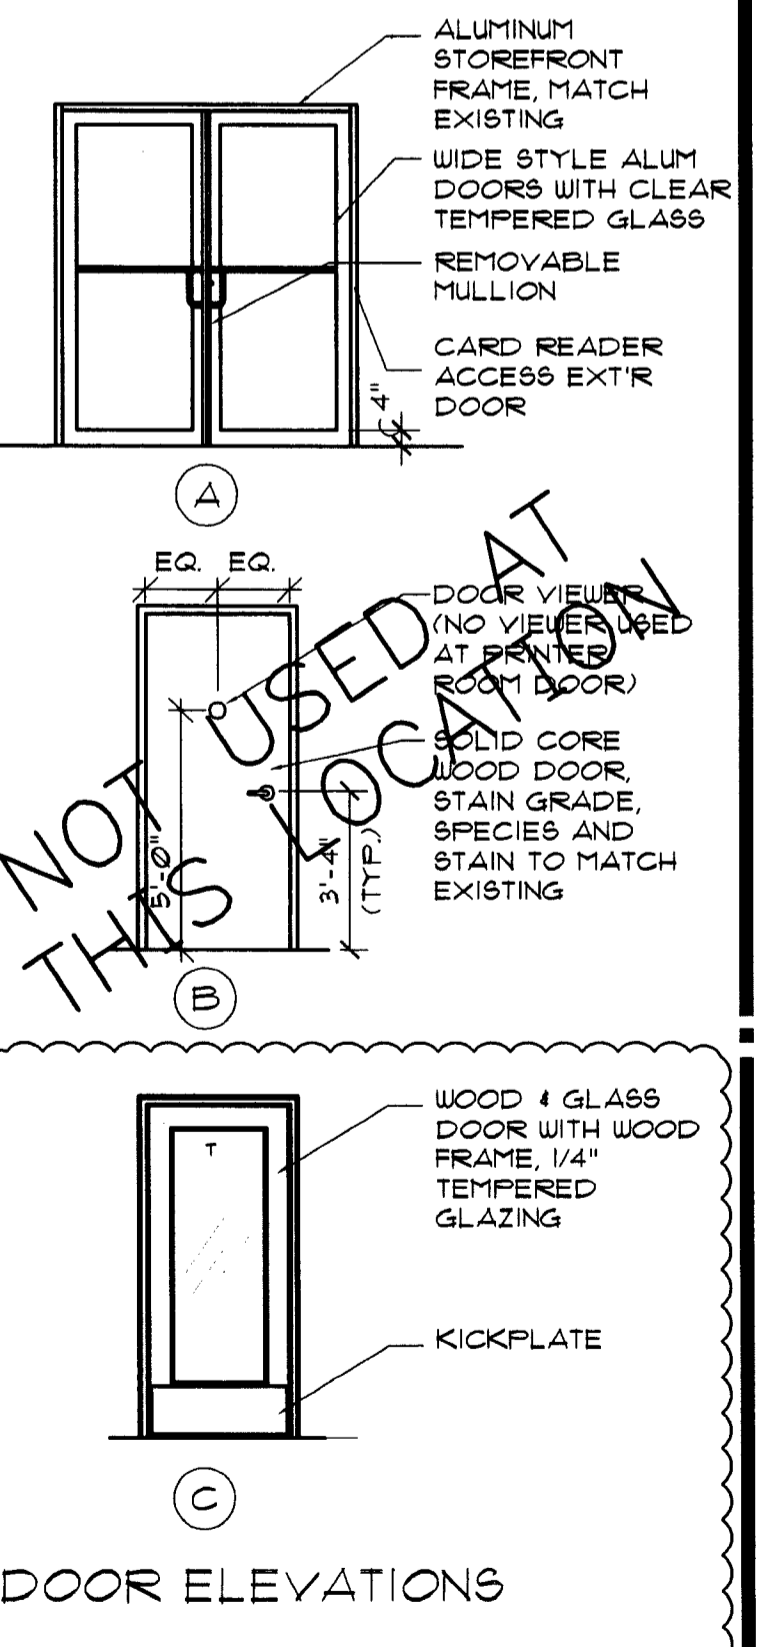 ALUMINUM
STOREFRONT
FRAME, MATCH
EXISTING
WIDE STYLE ALUM
DOORS WITH CLEAR
TEMPERED GLASS
REMOVABLE
MULLION
CARD READER
ACCESS EXT'R
DOOR
4"
A
EQ. EQ.
DOOR VIEWER
(NO VIEWER USED
AT PRINTER
ROOM DOOR)
SOLID CORE
WOOD DOOR,
STAIN GRADE,
SPECIES AND
STAIN TO MATCH
EXISTING
5'-0"
3'-4"
(TYP.)
NOT USED AT
THIS LOCATION
B
WOOD & GLASS
DOOR WITH WOOD
FRAME, 1/4"
TEMPERED
GLAZING
T
KICKPLATE
C
DOOR ELEVATIONS